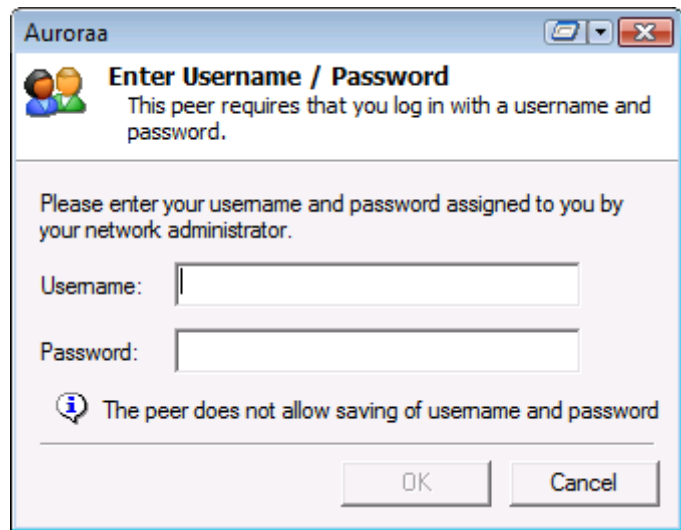 Auroraa
Enter Username / Password
This peer requires that you log in with a username and
password.
Please enter your username and password assigned to you by
your network administrator.
Username:
Password:
The peer does not allow saving of username and password
OK
Cancel